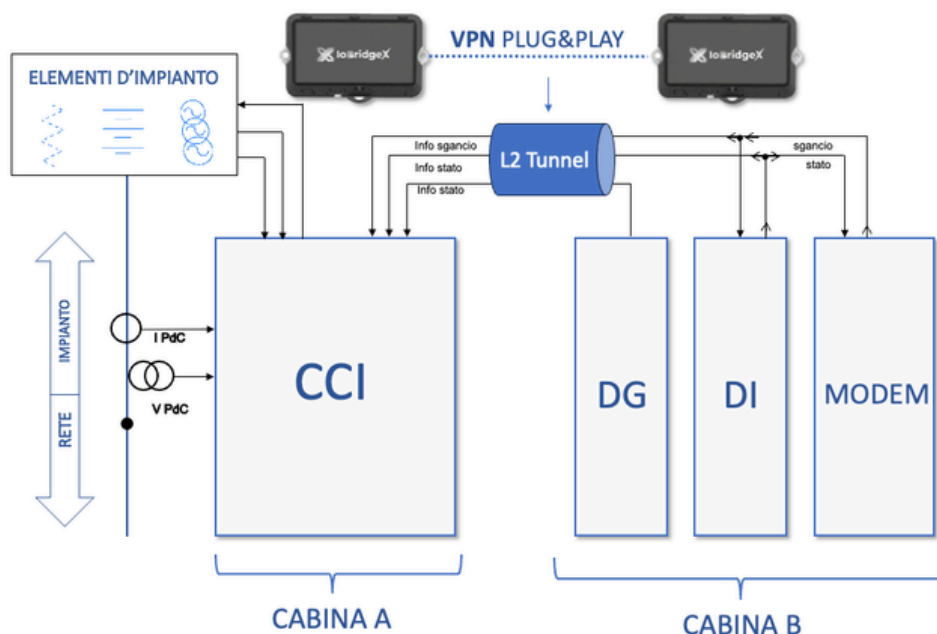 IoBridgeX
VPN PLUG&PLAY
IoBridgeX
ELEMENTI D'IMPIANTO
Info sgancio
Info stato
Info stato
L2 Tunnel
sgancio
stato
IMPIANTO
RETE
I PdC
V PdC
CCI
DG
DI
MODEM
CABINA A
CABINA B